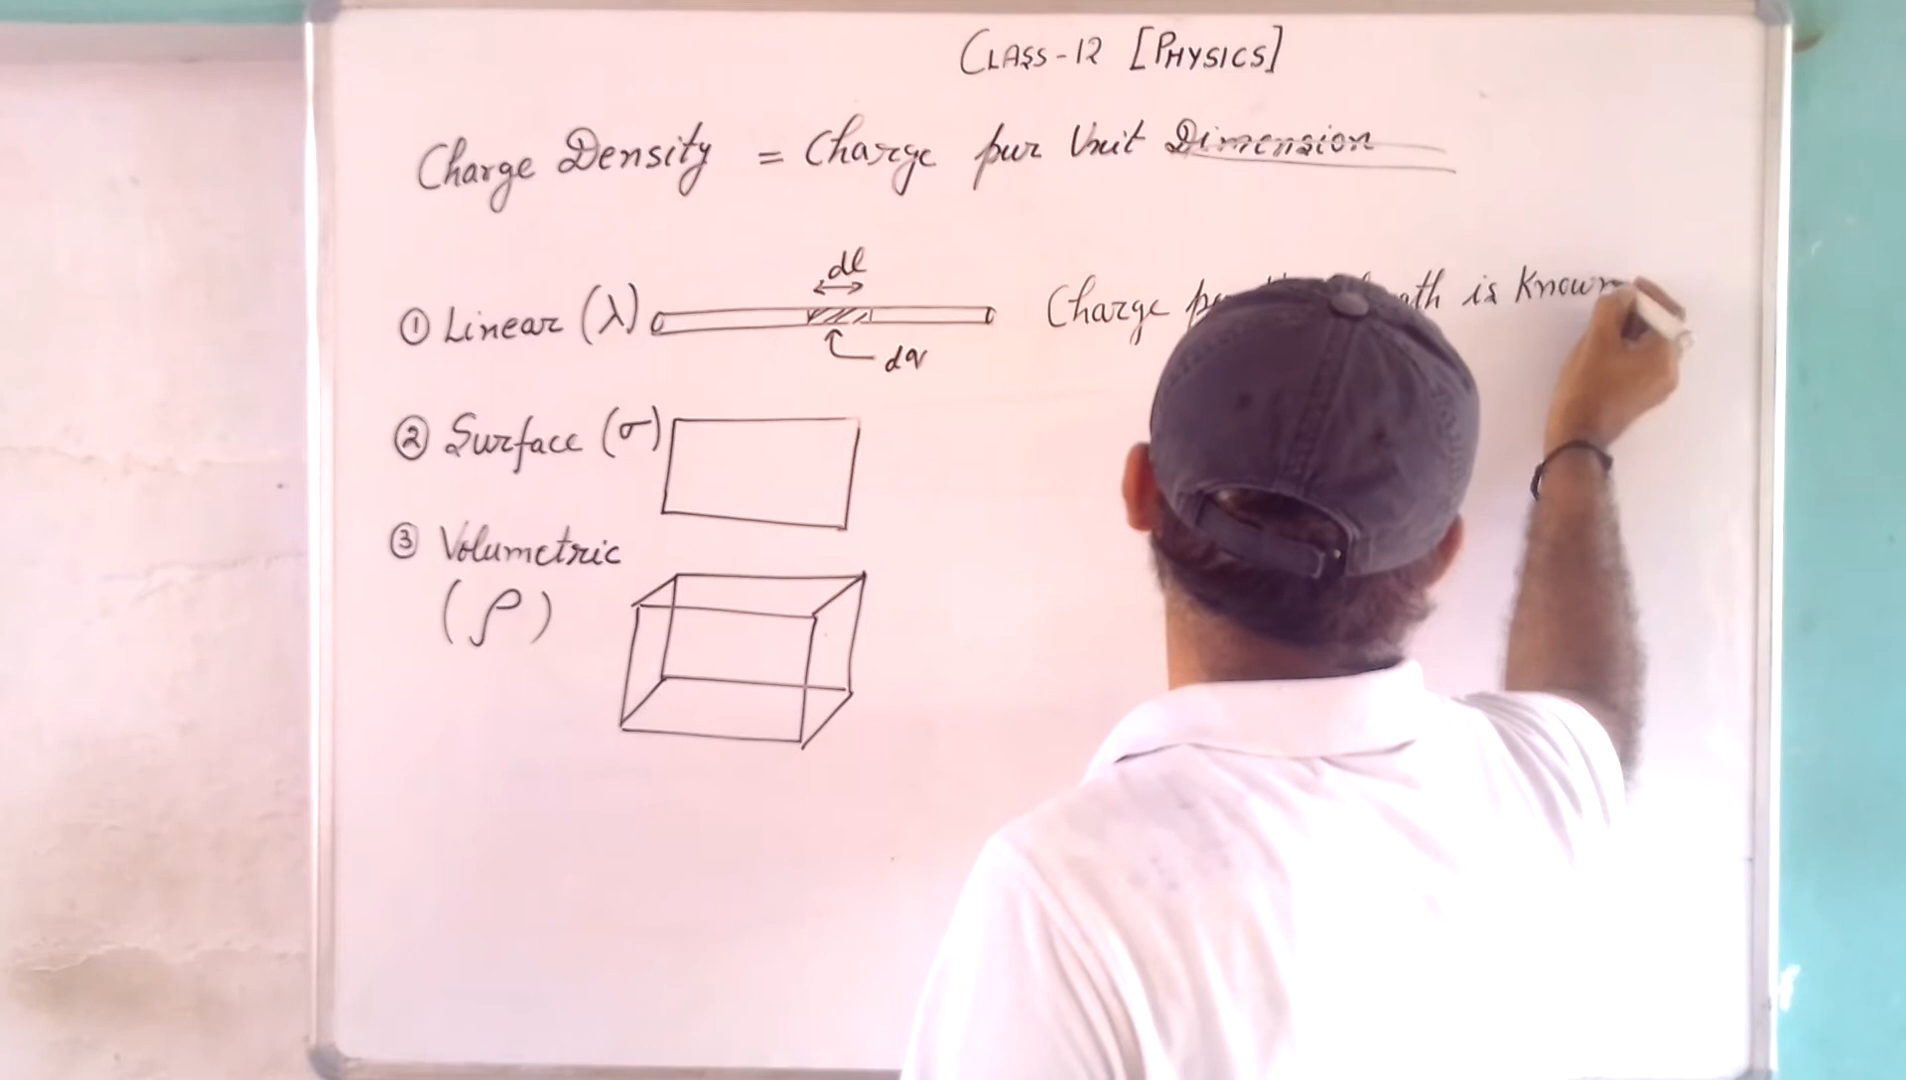 CLASS-12 [PHYSICS]
Charge Density = Charge pur Unit Dimension
dl
① Linear (λ)
Charge is Known
dq
② Surface (σ)
③ Volumetric
(ρ)